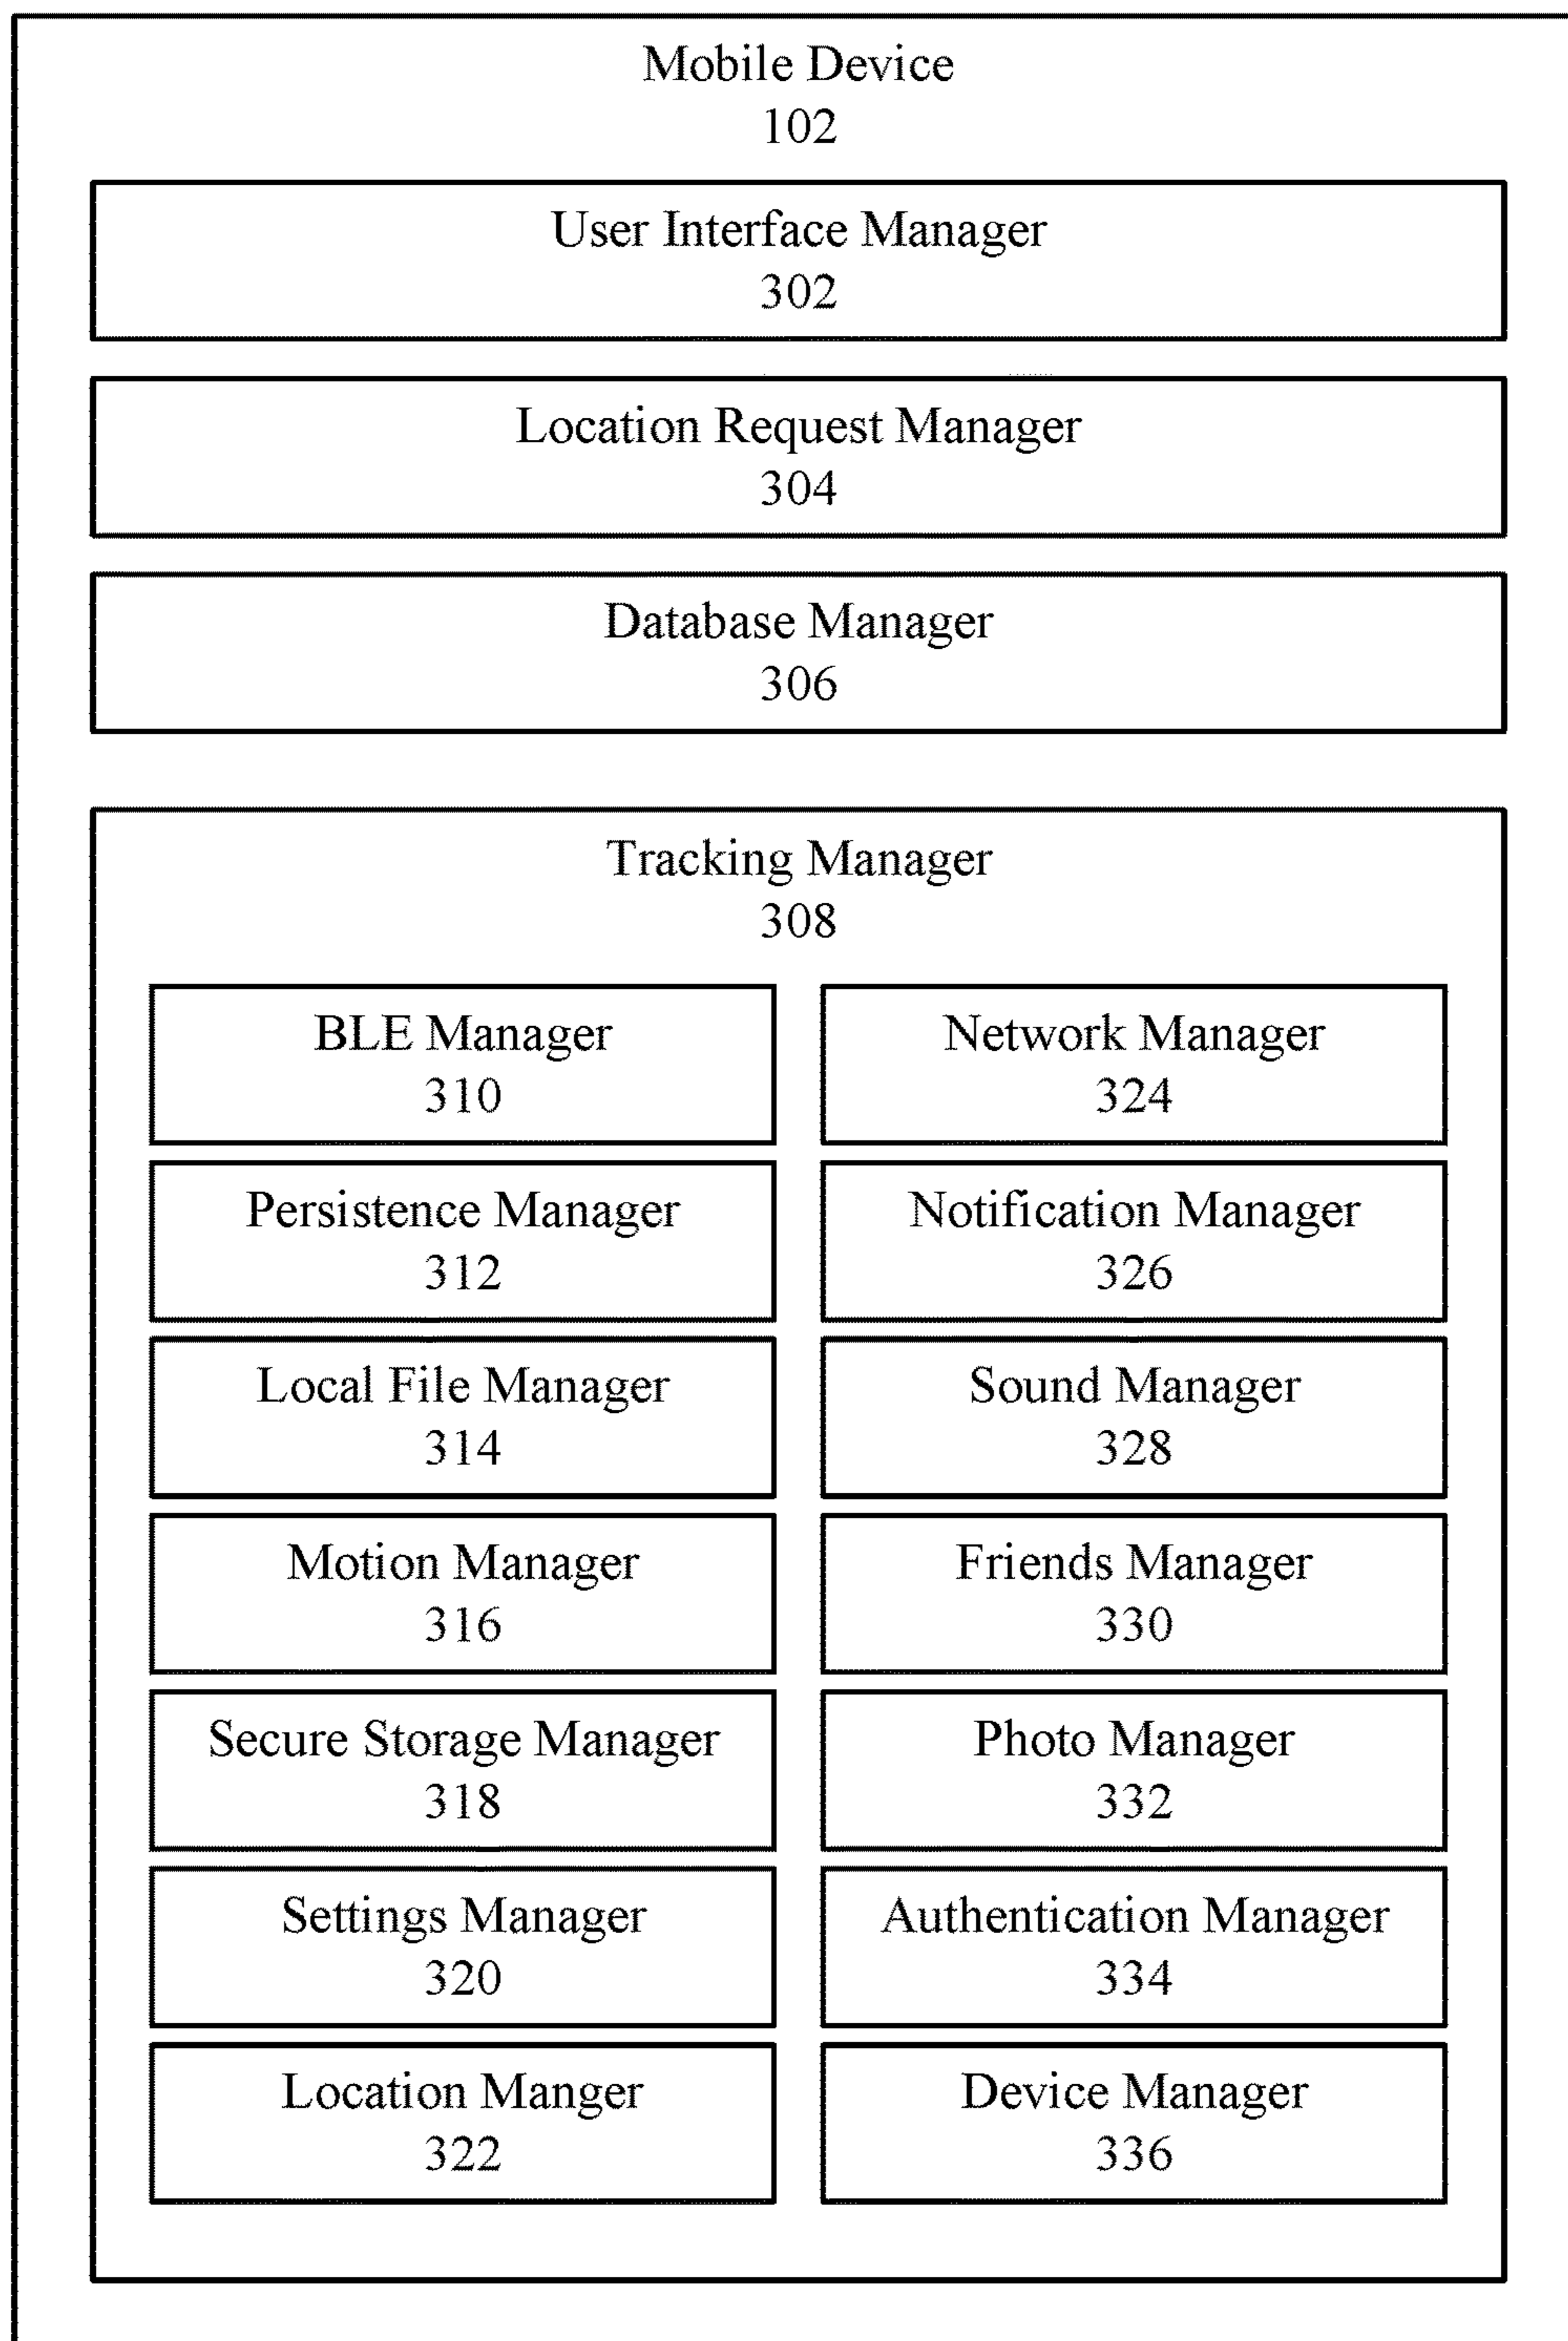 Mobile Device
102
User Interface Manager
302
Location Request Manager
304
Database Manager
306
Tracking Manager
308
BLE Manager
310
Network Manager
324
Persistence Manager
312
Notification Manager
326
Local File Manager
314
Sound Manager
328
Motion Manager
316
Friends Manager
330
Secure Storage Manager
318
Photo Manager
332
Settings Manager
320
Authentication Manager
334
Location Manger
322
Device Manager
336